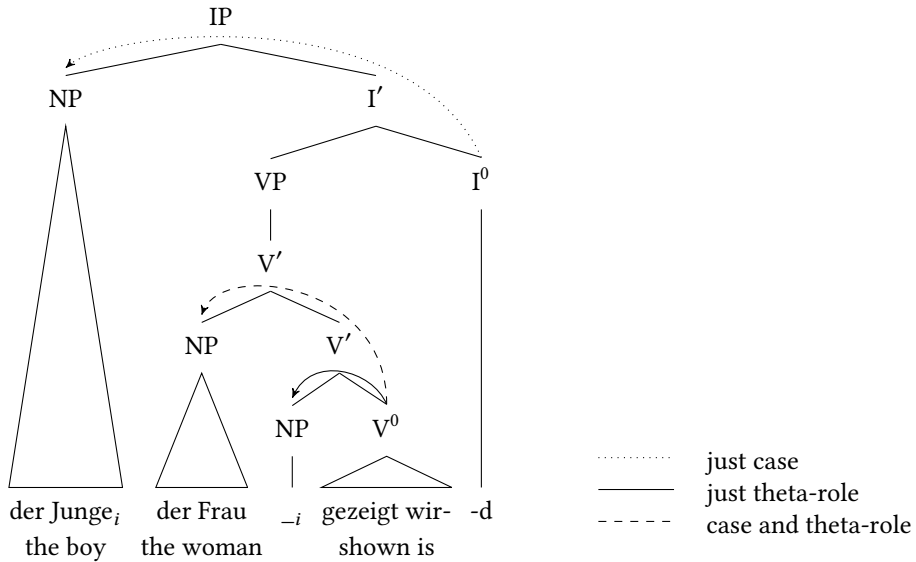 IP
NP I′
VP I⁰
V′
NP V′
NP V⁰
der Jungeᵢ der Frau _ᵢ gezeigt wir- -d
the boy the woman shown is
just case
just theta-role
case and theta-role